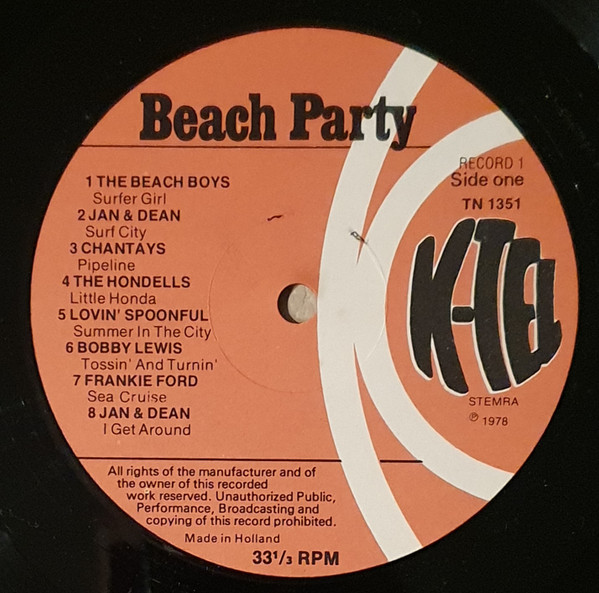 Beach Party
RECORD 1
Side one
TN 1351
1 THE BEACH BOYS
Surfer Girl
2 JAN & DEAN
Surf City
3 CHANTAYS
Pipeline
4 THE HONDELLS
Little Honda
5 LOVIN' SPOONFUL
Summer In The City
6 BOBBY LEWIS
Tossin' And Turnin'
7 FRANKIE FORD
Sea Cruise
8 JAN & DEAN
I Get Around
K-TEL
STEMRA
℗ 1978
All rights of the manufacturer and of
the owner of this recorded
work reserved. Unauthorized Public,
Performance, Broadcasting and
copying of this record prohibited.
Made in Holland
33¹/₃ RPM